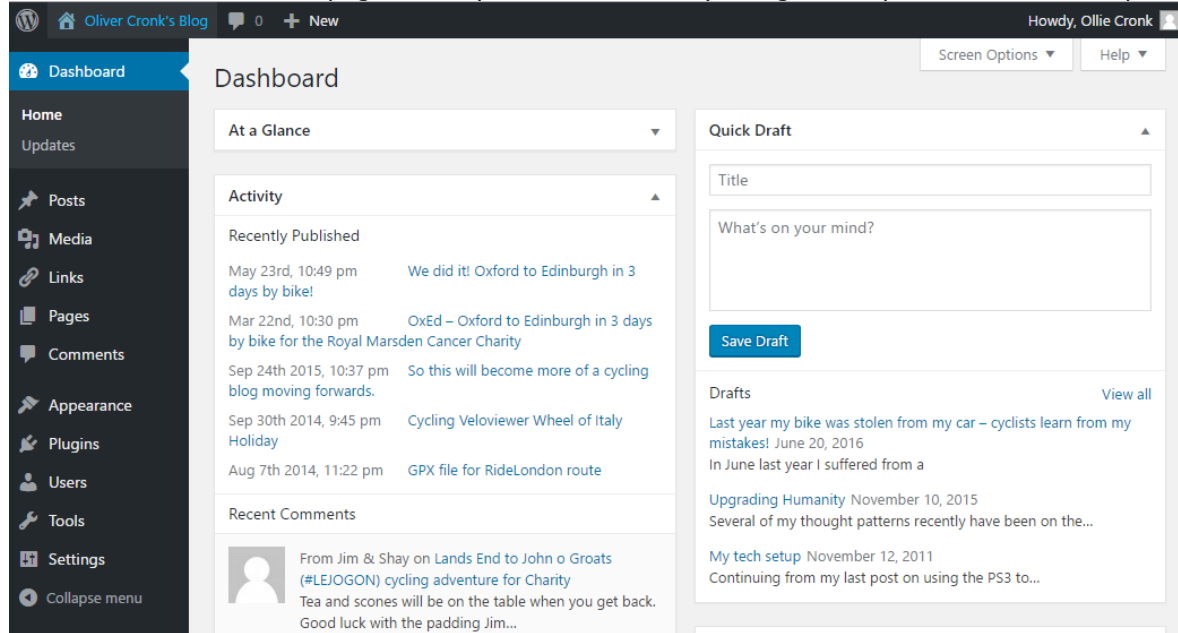 Oliver Cronk's Blog 0 + New Howdy, Ollie Cronk
Dashboard
Home
Updates
Posts
Media
Links
Pages
Comments
Appearance
Plugins
Users
Tools
Settings
Collapse menu
Screen Options ▼ Help ▼
Dashboard
At a Glance
Activity
Recently Published
May 23rd, 10:49 pm We did it! Oxford to Edinburgh in 3
days by bike!
Mar 22nd, 10:30 pm OxEd – Oxford to Edinburgh in 3 days
by bike for the Royal Marsden Cancer Charity
Sep 24th 2015, 10:37 pm So this will become more of a cycling
blog moving forwards.
Sep 30th 2014, 9:45 pm Cycling Veloviewer Wheel of Italy
Holiday
Aug 7th 2014, 11:22 pm GPX file for RideLondon route
Recent Comments
From Jim & Shay on Lands End to John o Groats
(#LEJOGON) cycling adventure for Charity
Tea and scones will be on the table when you get back.
Good luck with the padding Jim...
Quick Draft
Title
What's on your mind?
Save Draft
Drafts View all
Last year my bike was stolen from my car – cyclists learn from my
mistakes! June 20, 2016
In June last year I suffered from a
Upgrading Humanity November 10, 2015
Several of my thought patterns recently have been on the...
My tech setup November 12, 2011
Continuing from my last post on using the PS3 to...